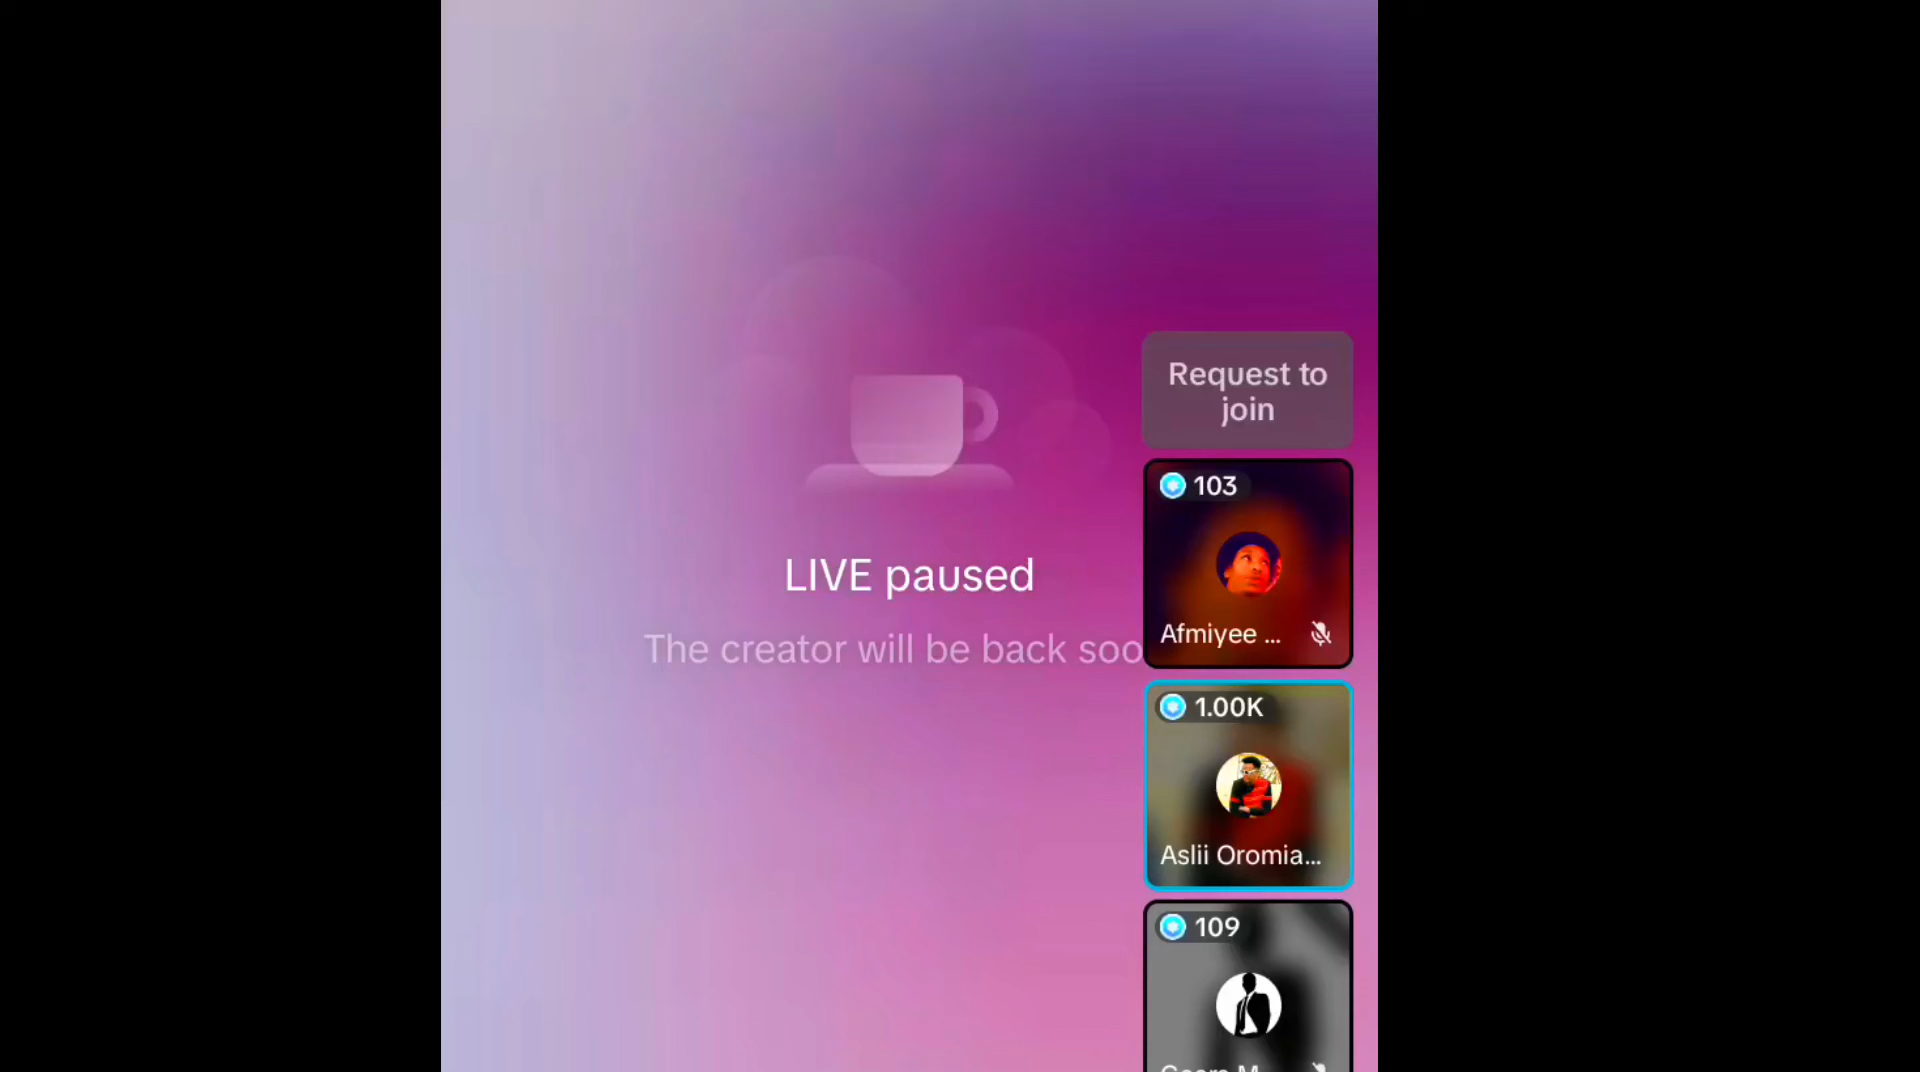 Request to
join
103
LIVE paused
The creator will be back soo
Afmiyee ...
1.00K
Aslii Oromia...
109